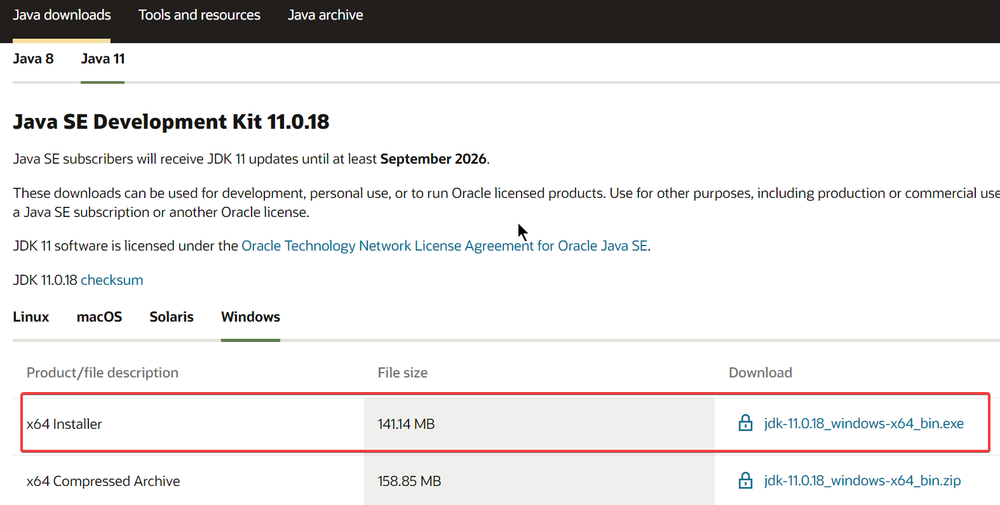 Java downloads Tools and resources Java archive
Java 8 Java 11
Java SE Development Kit 11.0.18
Java SE subscribers will receive JDK 11 updates until at least September 2026.
These downloads can be used for development, personal use, or to run Oracle licensed products. Use for other purposes, including production or commercial use
a Java SE subscription or another Oracle license.
JDK 11 software is licensed under the Oracle Technology Network License Agreement for Oracle Java SE.
JDK 11.0.18 checksum
Linux macOS Solaris Windows
Product/file description File size Download
x64 Installer 141.14 MB jdk-11.0.18_windows-x64_bin.exe
x64 Compressed Archive 158.85 MB jdk-11.0.18_windows-x64_bin.zip